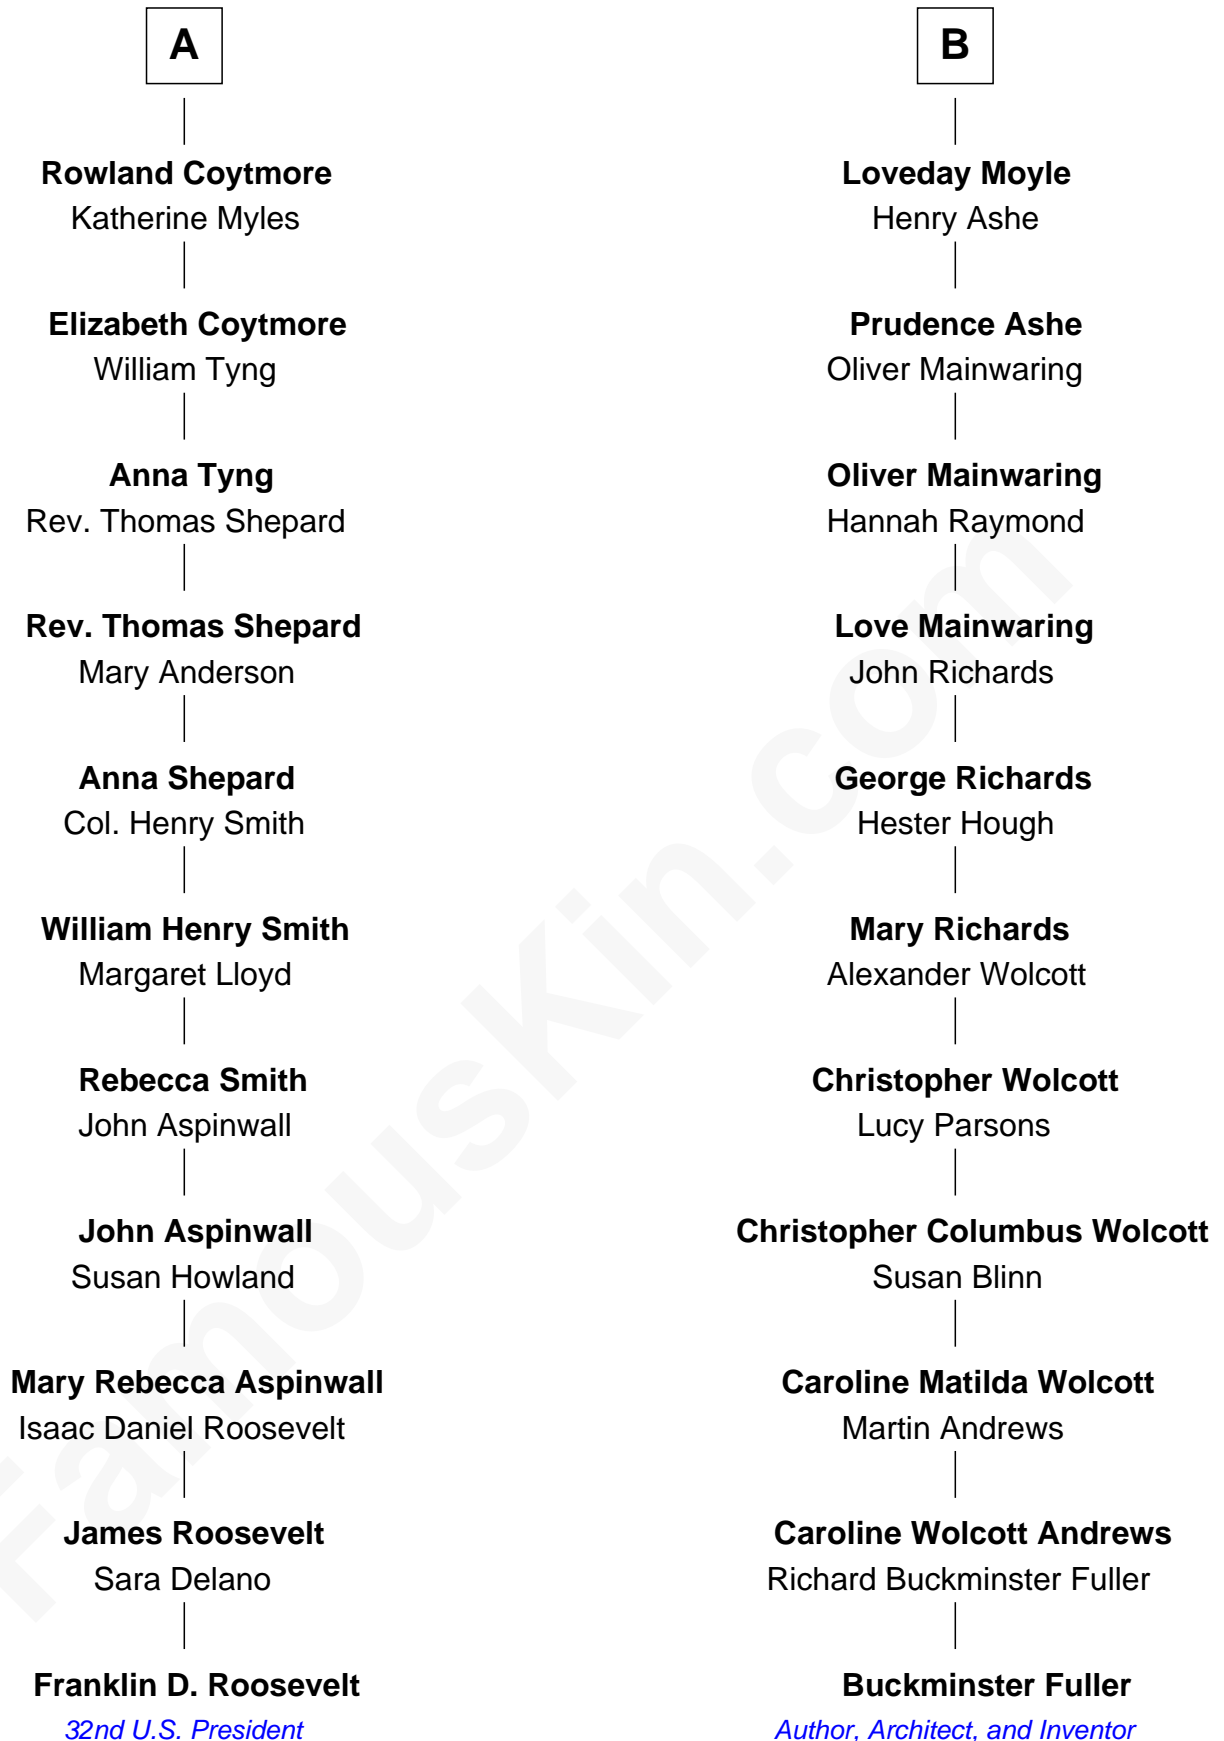 A
Rowland Coytmore
Katherine Myles
Elizabeth Coytmore
William Tyng
Anna Tyng
Rev. Thomas Shepard
Rev. Thomas Shepard
Mary Anderson
Anna Shepard
Col. Henry Smith
William Henry Smith
Margaret Lloyd
Rebecca Smith
John Aspinwall
John Aspinwall
Susan Howland
Mary Rebecca Aspinwall
Isaac Daniel Roosevelt
James Roosevelt
Sara Delano
Franklin D. Roosevelt
32nd U.S. President
B
Loveday Moyle
Henry Ashe
Prudence Ashe
Oliver Mainwaring
Oliver Mainwaring
Hannah Raymond
Love Mainwaring
John Richards
George Richards
Hester Hough
Mary Richards
Alexander Wolcott
Christopher Wolcott
Lucy Parsons
Christopher Columbus Wolcott
Susan Blinn
Caroline Matilda Wolcott
Martin Andrews
Caroline Wolcott Andrews
Richard Buckminster Fuller
Buckminster Fuller
Author, Architect, and Inventor
FamousKin.com